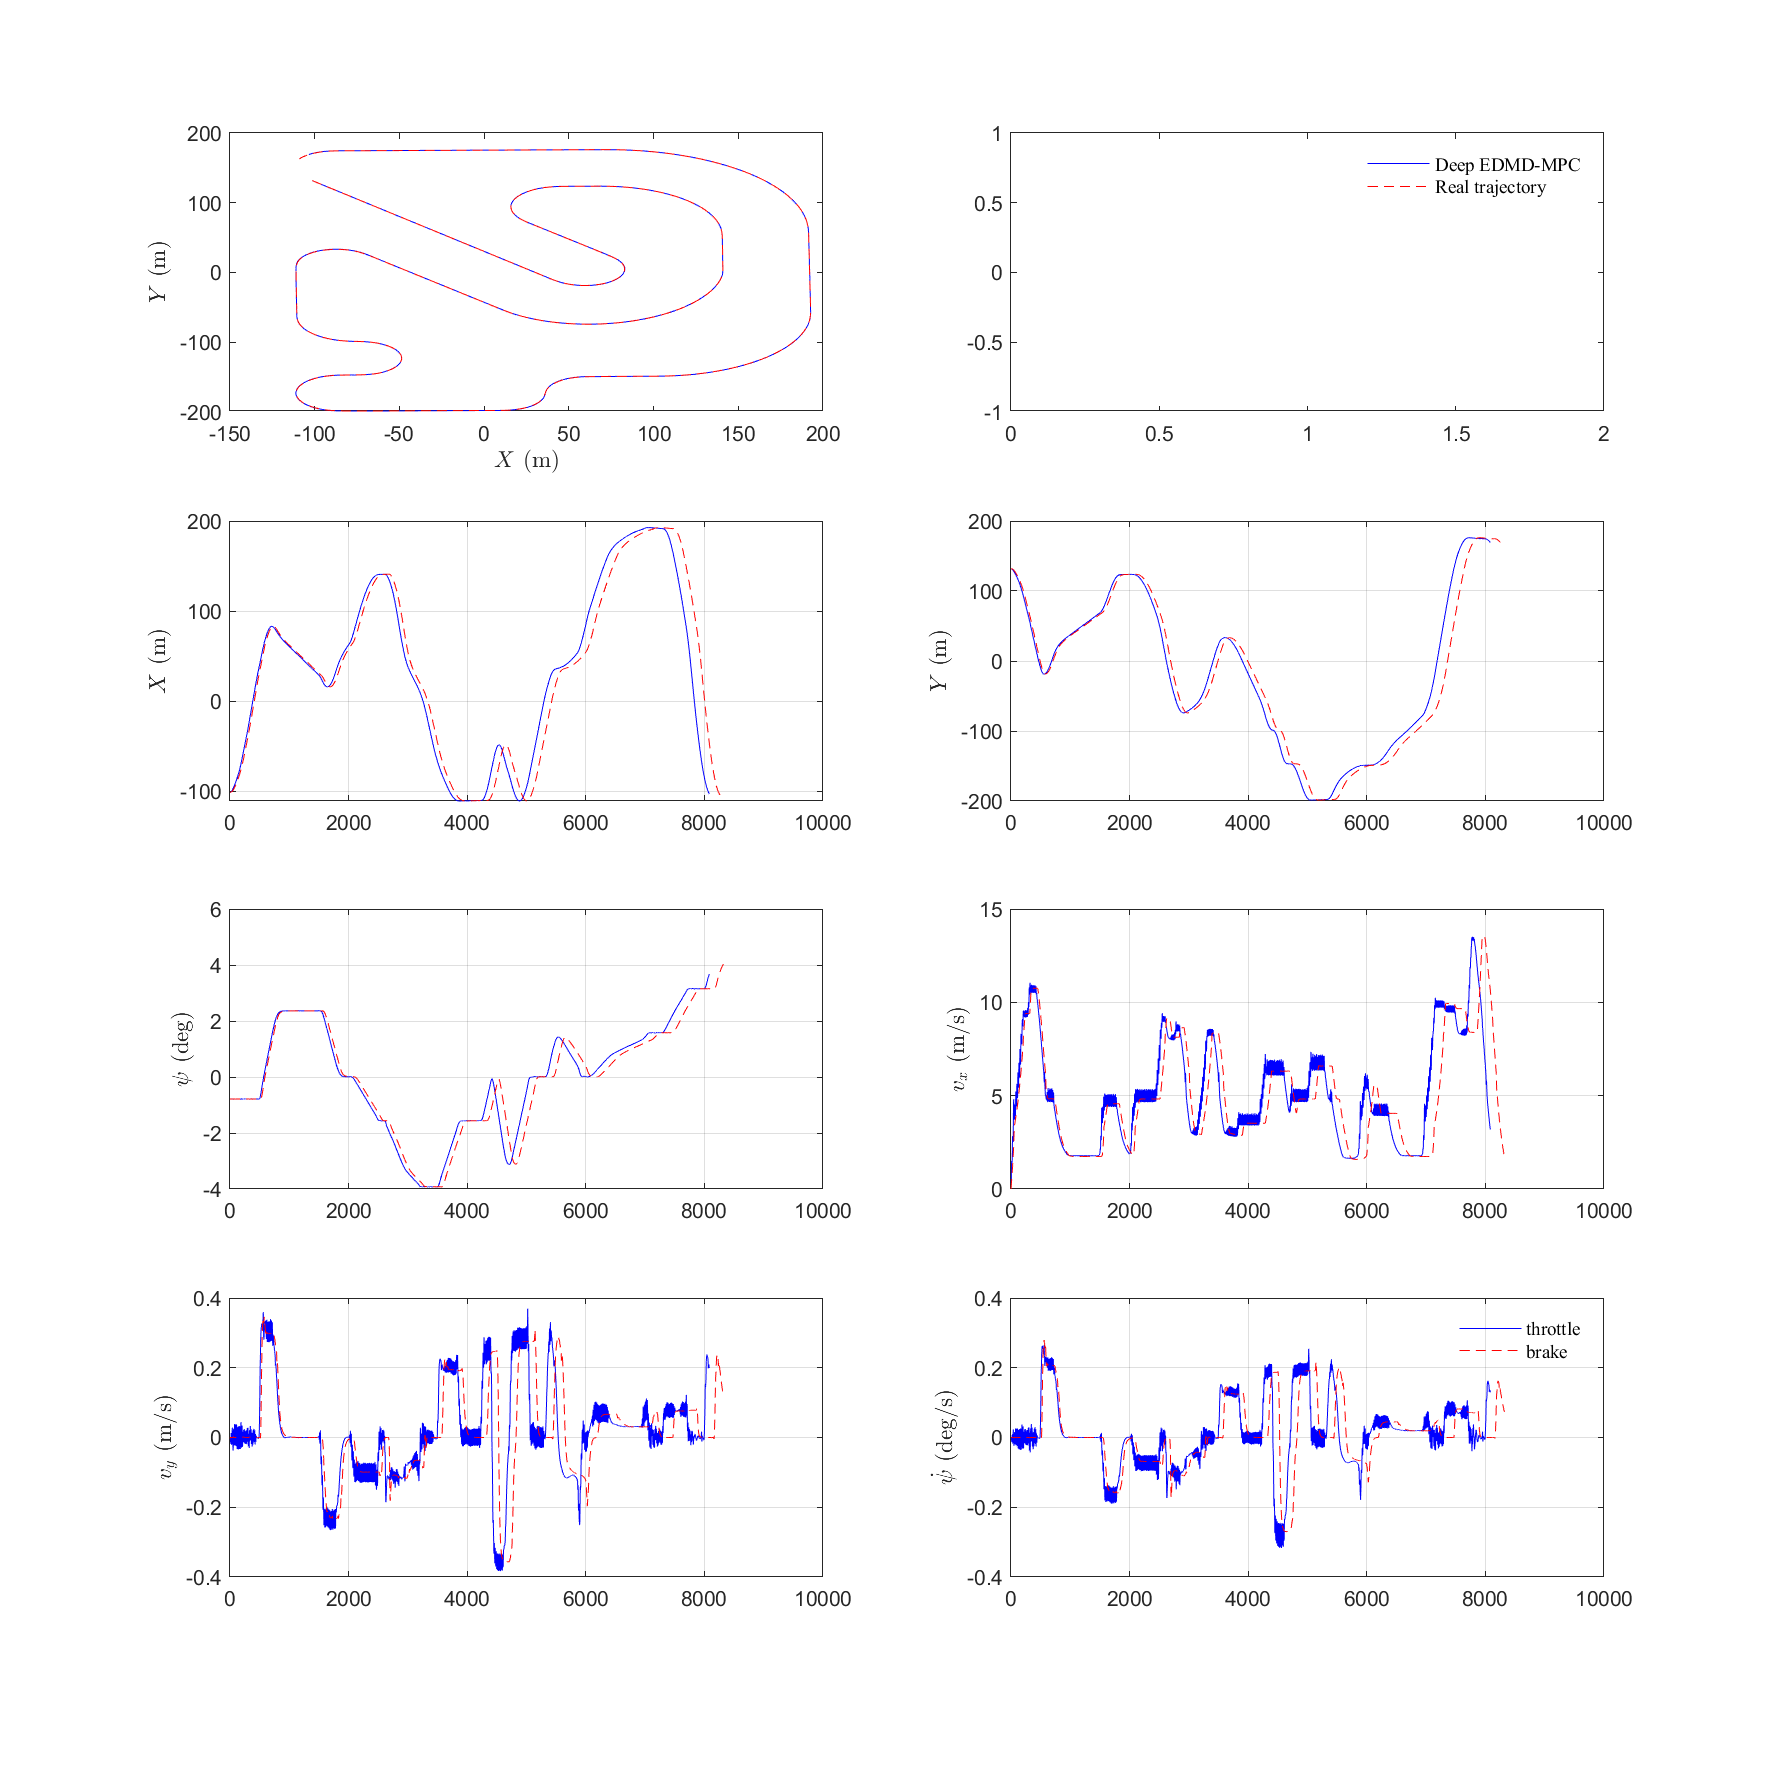 200
100
0
-100
-200
Y (m)
-150 -100 -50 0 50 100 150 200
X (m)
1
0.5
0
-0.5
-1
0 0.5 1 1.5 2
Deep EDMD-MPC
Real trajectory
200
100
0
-100
X (m)
0 2000 4000 6000 8000 10000
200
100
0
-100
-200
Y (m)
0 2000 4000 6000 8000 10000
6
4
2
0
-2
-4
ψ (deg)
0 2000 4000 6000 8000 10000
15
10
5
0
v_x (m/s)
0 2000 4000 6000 8000 10000
0.4
0.2
0
-0.2
-0.4
v_y (m/s)
0 2000 4000 6000 8000 10000
0.4
0.2
0
-0.2
-0.4
ψ̇ (deg/s)
0 2000 4000 6000 8000 10000
throttle
brake